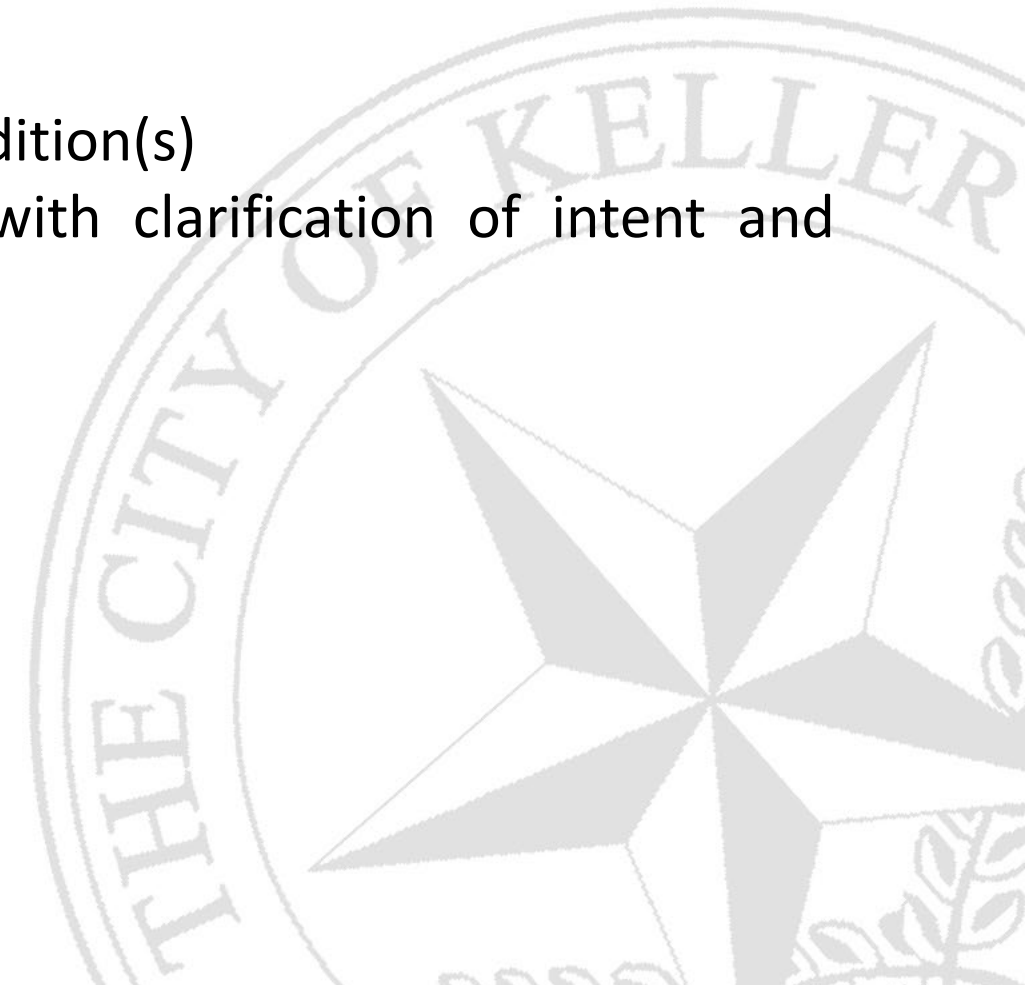 dition(s)
with clarification of intent and
THE CITY OF KELLER